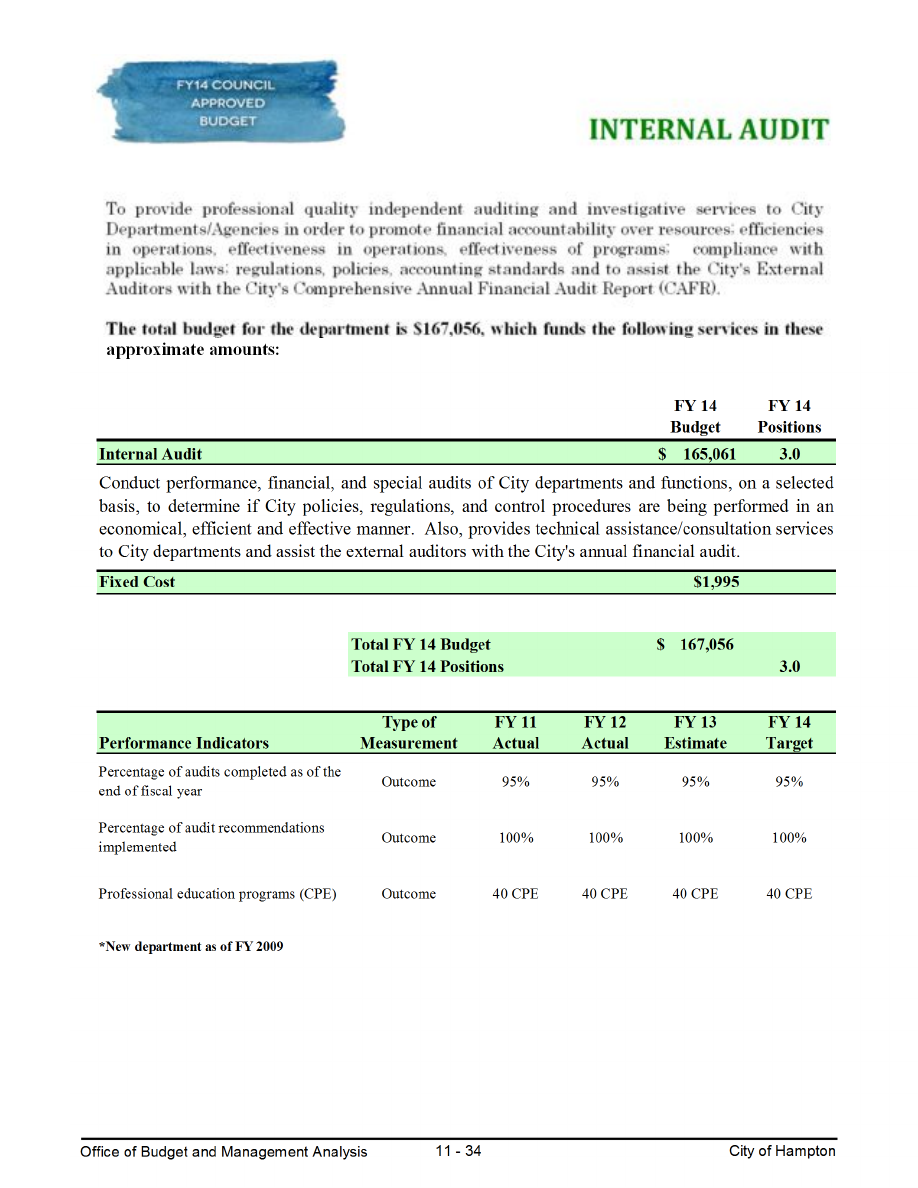 FY14 COUNCIL
APPROVED
BUDGET
INTERNAL AUDIT
To provide professional quality independent auditing and investigative services to City
Departments/Agencies in order to promote financial accountability over resources; efficiencies
in operations, effectiveness in operations, effectiveness of programs; compliance with
applicable laws; regulations, policies, accounting standards and to assist the City's External
Auditors with the City's Comprehensive Annual Financial Audit Report (CAFR).
The total budget for the department is $167,056, which funds the following services in these
approximate amounts:
FY 14 FY 14
Budget Positions
Internal Audit $ 165,061 3.0
Conduct performance, financial, and special audits of City departments and functions, on a selected
basis, to determine if City policies, regulations, and control procedures are being performed in an
economical, efficient and effective manner. Also, provides technical assistance/consultation services
to City departments and assist the external auditors with the City's annual financial audit.
Fixed Cost $1,995
Total FY 14 Budget $ 167,056
Total FY 14 Positions 3.0
Type of FY 11 FY 12 FY 13 FY 14
Performance Indicators Measurement Actual Actual Estimate Target
Percentage of audits completed as of the
end of fiscal year Outcome 95% 95% 95% 95%
Percentage of audit recommendations
implemented Outcome 100% 100% 100% 100%
Professional education programs (CPE) Outcome 40 CPE 40 CPE 40 CPE 40 CPE
*New department as of FY 2009
Office of Budget and Management Analysis 11 - 34 City of Hampton